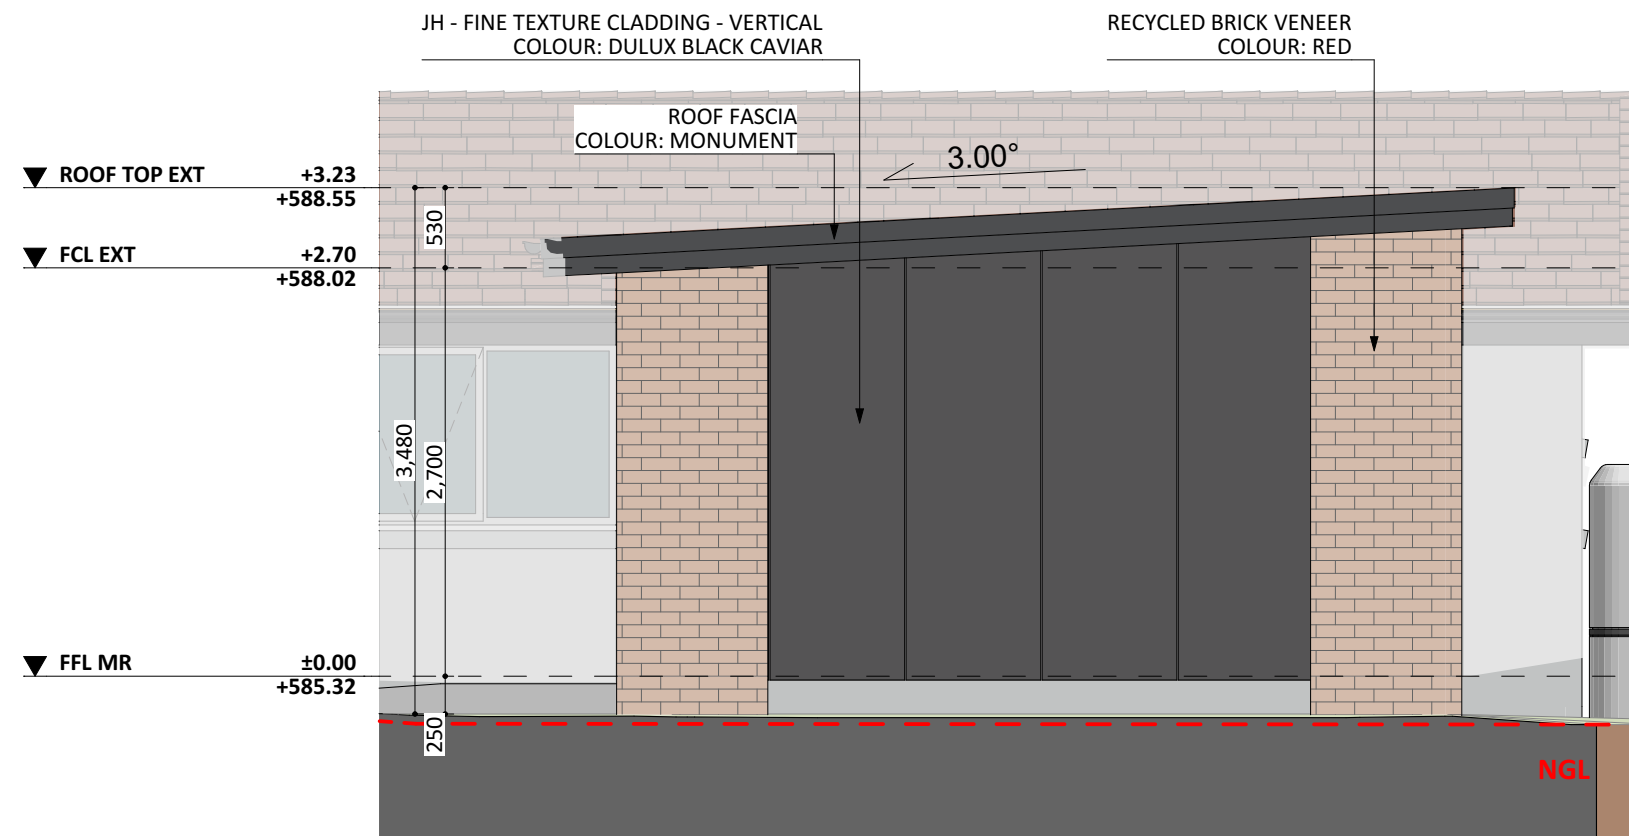 JH - FINE TEXTURE CLADDING - VERTICAL
COLOUR: DULUX BLACK CAVIAR
RECYCLED BRICK VENEER
COLOUR: RED
ROOF FASCIA
COLOUR: MONUMENT
3.00°
ROOF TOP EXT +3.23
+588.55
530
FCL EXT +2.70
+588.02
3,480
2,700
FFL MR ±0.00
+585.32
250
NGL